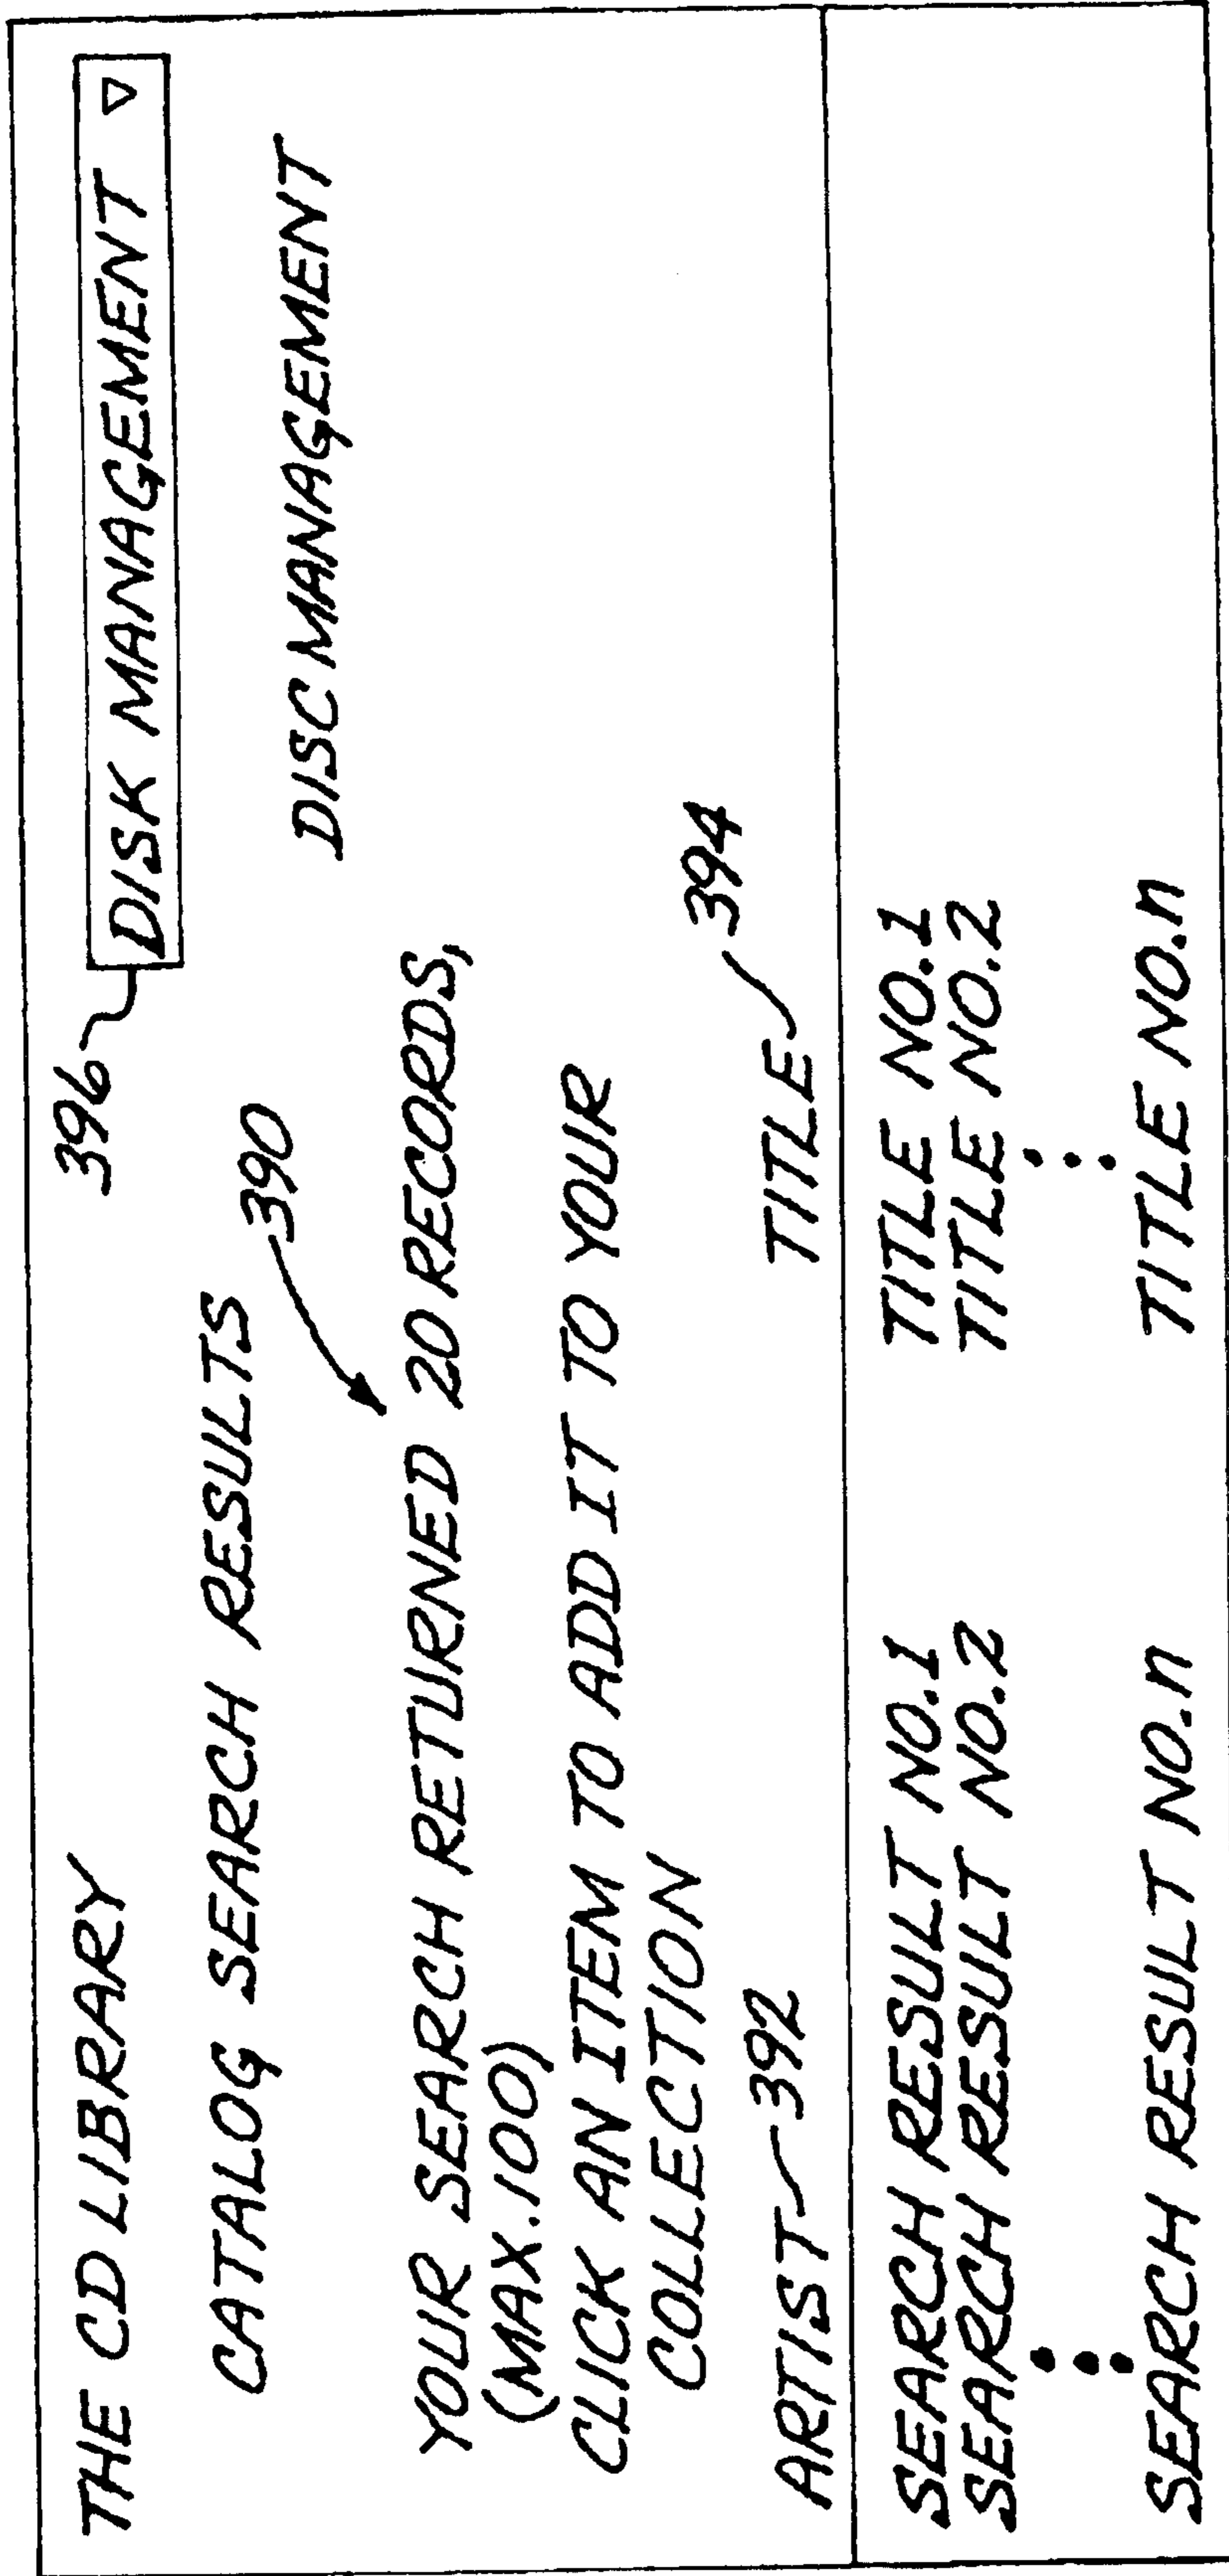 THE CD LIBRARY 396 DISK MANAGEMENT
CATALOG SEARCH RESULTS 390
DISC MANAGEMENT
YOUR SEARCH RETURNED 20 RECORDS,
(MAX.100)
CLICK AN ITEM TO ADD IT TO YOUR
COLLECTION
ARTIST 392 TITLE 394
SEARCH RESULT NO.1 TITLE NO.1
SEARCH RESULT NO.2 TITLE NO.2
SEARCH RESULT NO.n TITLE NO.n